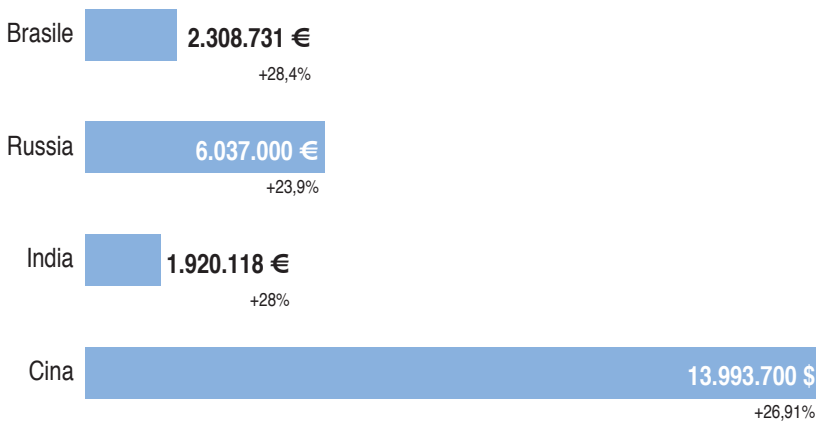 Brasile
2.308.731 €
+28,4%
Russia
6.037.000 €
+23,9%
India
1.920.118 €
+28%
Cina
13.993.700 $
+26,91%